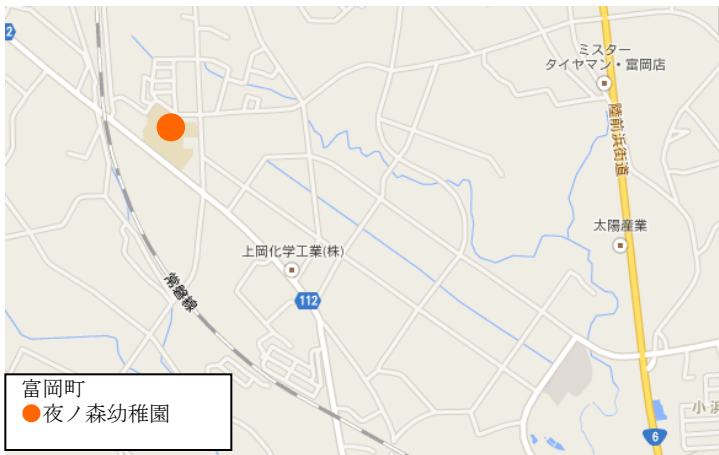 2
ミスター
タイヤマン・富岡店
陸前浜街道
太陽産業
上岡化学工業(株)
常磐線
112
富岡町
●夜ノ森幼稚園
小浜
6